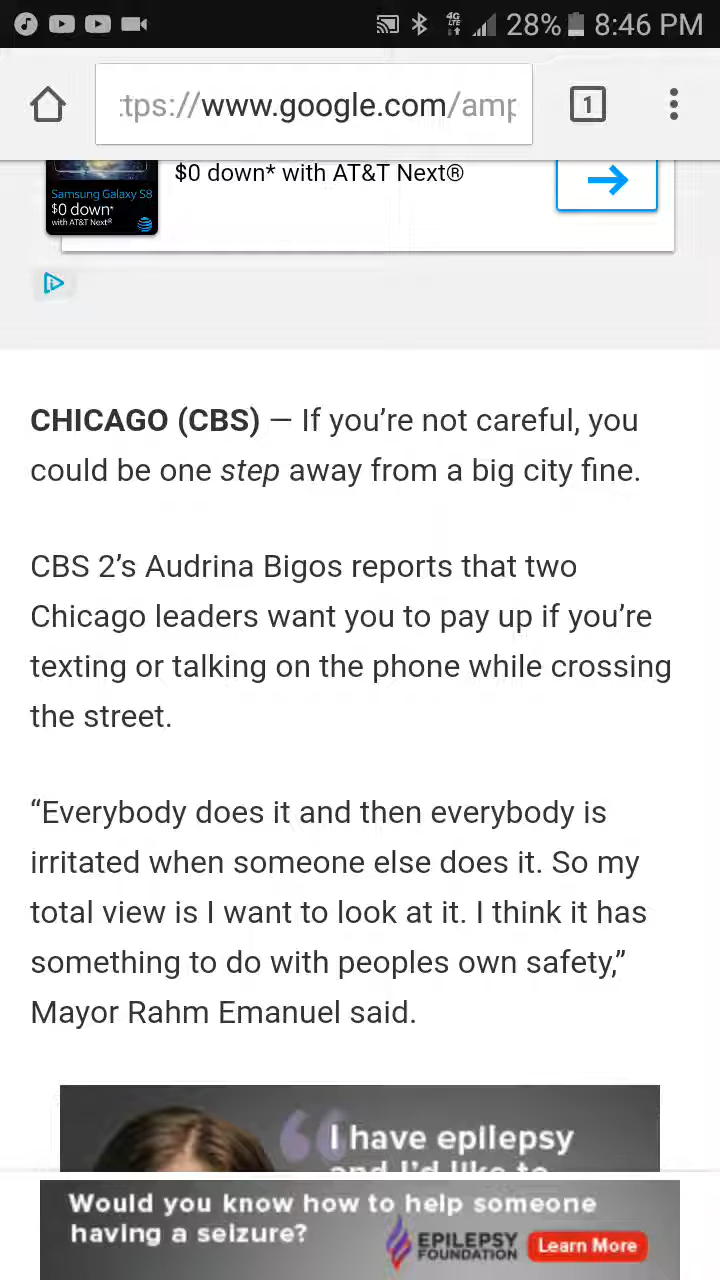 28% 8:46 PM
4G LTE
tps://www.google.com/amp
1
$0 down* with AT&T Next®
Samsung Galaxy S8
$0 down*
with AT&T Next®
CHICAGO (CBS) — If you’re not careful, you
could be one step away from a big city fine.
CBS 2’s Audrina Bigos reports that two
Chicago leaders want you to pay up if you’re
texting or talking on the phone while crossing
the street.
“Everybody does it and then everybody is
irritated when someone else does it. So my
total view is I want to look at it. I think it has
something to do with peoples own safety,”
Mayor Rahm Emanuel said.
I have epilepsy
and I'd like to
Would you know how to help someone
having a seizure?
EPILEPSY
FOUNDATION
Learn More